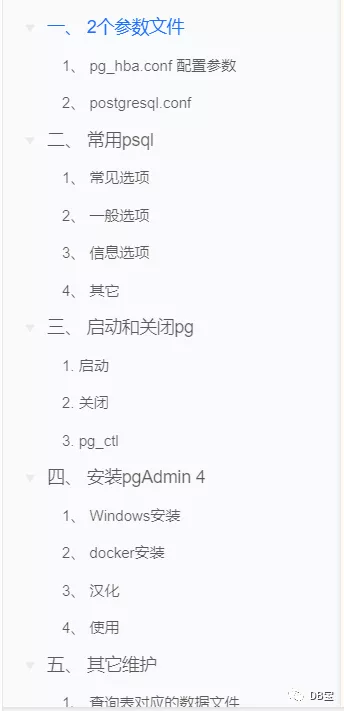 一、 2个参数文件
1、 pg_hba.conf 配置参数
2、 postgresql.conf
二、 常用psql
1、 常见选项
2、 一般选项
3、 信息选项
4、 其它
三、 启动和关闭pg
1. 启动
2. 关闭
3. pg_ctl
四、 安装pgAdmin 4
1、 Windows安装
2、 docker安装
3、 汉化
4、 使用
五、 其它维护
1、 查询表对应的数据文件
DB宝